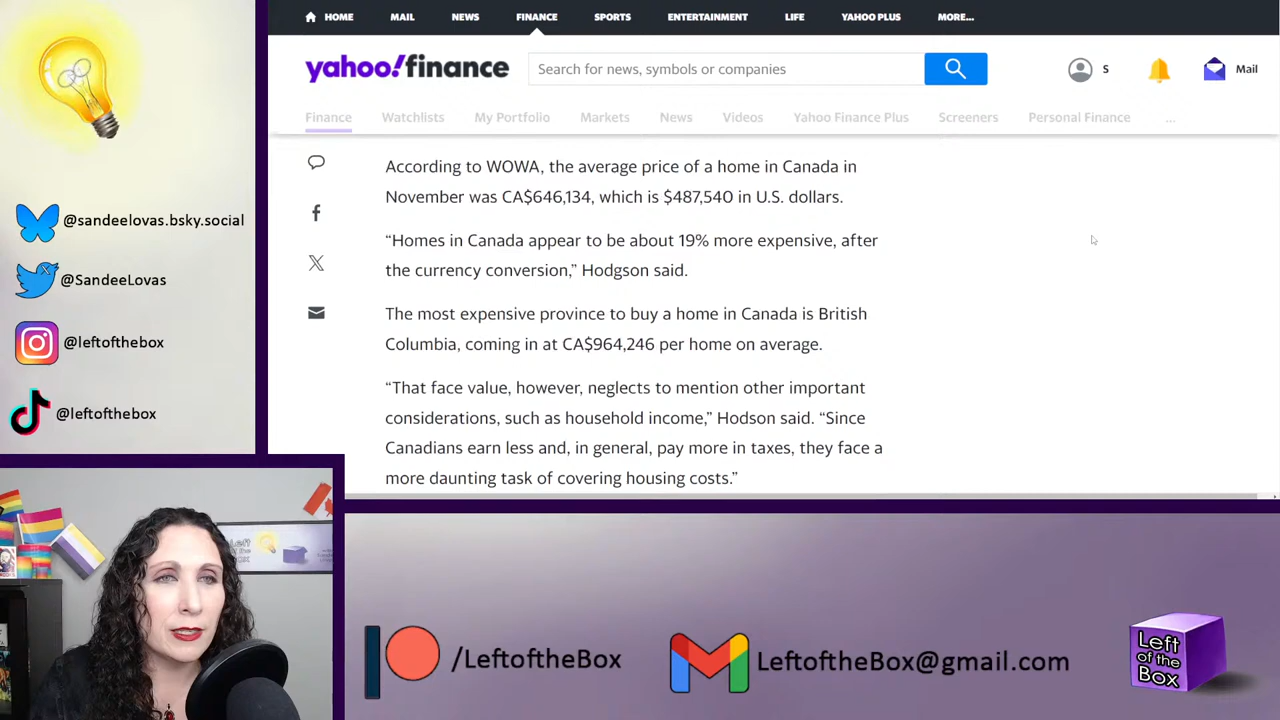 HOME MAIL NEWS FINANCE SPORTS ENTERTAINMENT LIFE YAHOO PLUS MORE...
yahoo!finance
Search for news, symbols or companies
S
Mail
Finance Watchlists My Portfolio Markets News Videos Yahoo Finance Plus Screeners Personal Finance ...
According to WOWA, the average price of a home in Canada in
November was CA$646,134, which is $487,540 in U.S. dollars.
“Homes in Canada appear to be about 19% more expensive, after
the currency conversion,” Hodgson said.
The most expensive province to buy a home in Canada is British
Columbia, coming in at CA$964,246 per home on average.
“That face value, however, neglects to mention other important
considerations, such as household income,” Hodson said. “Since
Canadians earn less and, in general, pay more in taxes, they face a
more daunting task of covering housing costs.”
@sandeelovas.bsky.social
@SandeeLovas
@leftofthebox
@leftofthebox
Left
of the
Box
/LeftoftheBox
LeftoftheBox@gmail.com
Left
of the
Box